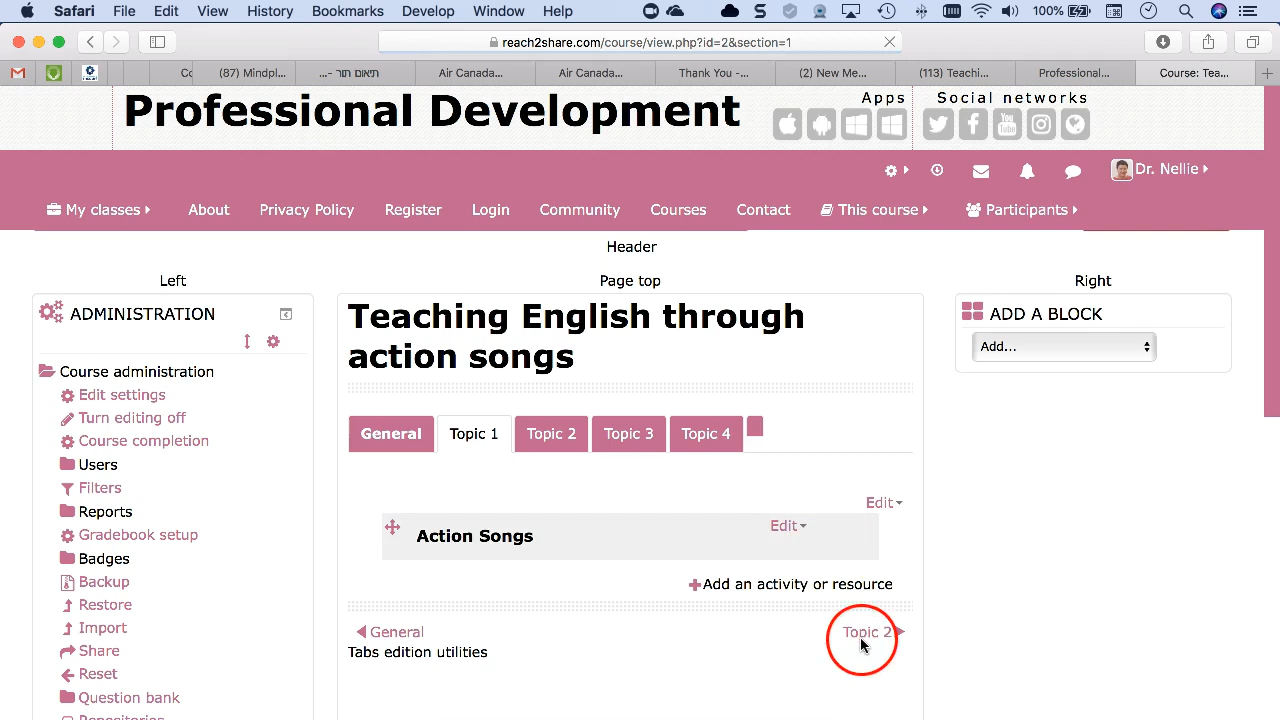 Safari File Edit View History Bookmarks Develop Window Help 100%
reach2share.com/course/view.php?id=2&section=1
Cc (87) Mindpl... ...- תיאום תור Air Canada... Air Canada... Thank You -... (2) New Me... (113) Teachi... Professional... Course: Tea...
Professional Development
Apps Social networks
You Tube
Dr. Nellie
My classes About Privacy Policy Register Login Community Courses Contact This course Participants
Header
Left Page top Right
ADMINISTRATION
Course administration
Edit settings
Turn editing off
Course completion
Users
Filters
Reports
Gradebook setup
Badges
Backup
Restore
Import
Share
Reset
Question bank
Repositories
Teaching English through
action songs
General Topic 1 Topic 2 Topic 3 Topic 4
Edit
Action Songs Edit
Add an activity or resource
General Topic 2
Tabs edition utilities
ADD A BLOCK
Add...